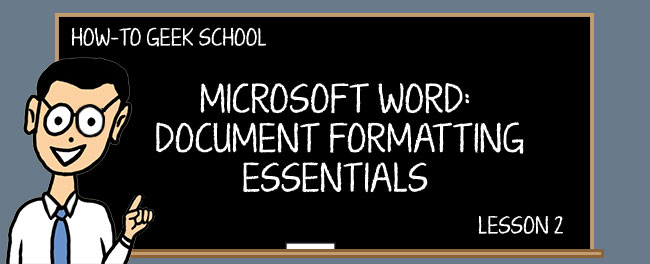 HOW-TO GEEK SCHOOL
MICROSOFT WORD:
DOCUMENT FORMATTING
ESSENTIALS
LESSON 2